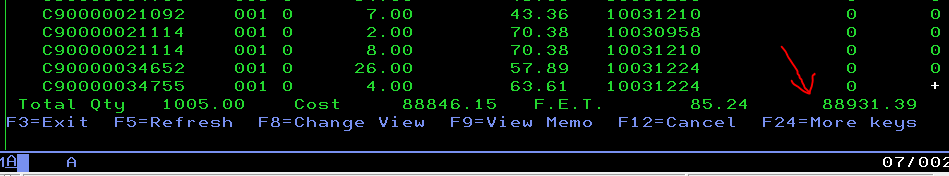 C90000021092 001 0 7.00 43.36 10031210 0 0
C90000021114 001 0 2.00 70.38 10030958 0 0
C90000021114 001 0 8.00 70.38 10031210 0 0
C90000034652 001 0 26.00 57.89 10031224 0 0
C90000034755 001 0 4.00 63.61 10031224 0 +
Total Qty 1005.00 Cost 88846.15 F.E.T. 85.24 88931.39
F3=Exit F5=Refresh F8=Change View F9=View Memo F12=Cancel F24=More keys
A A 07/002